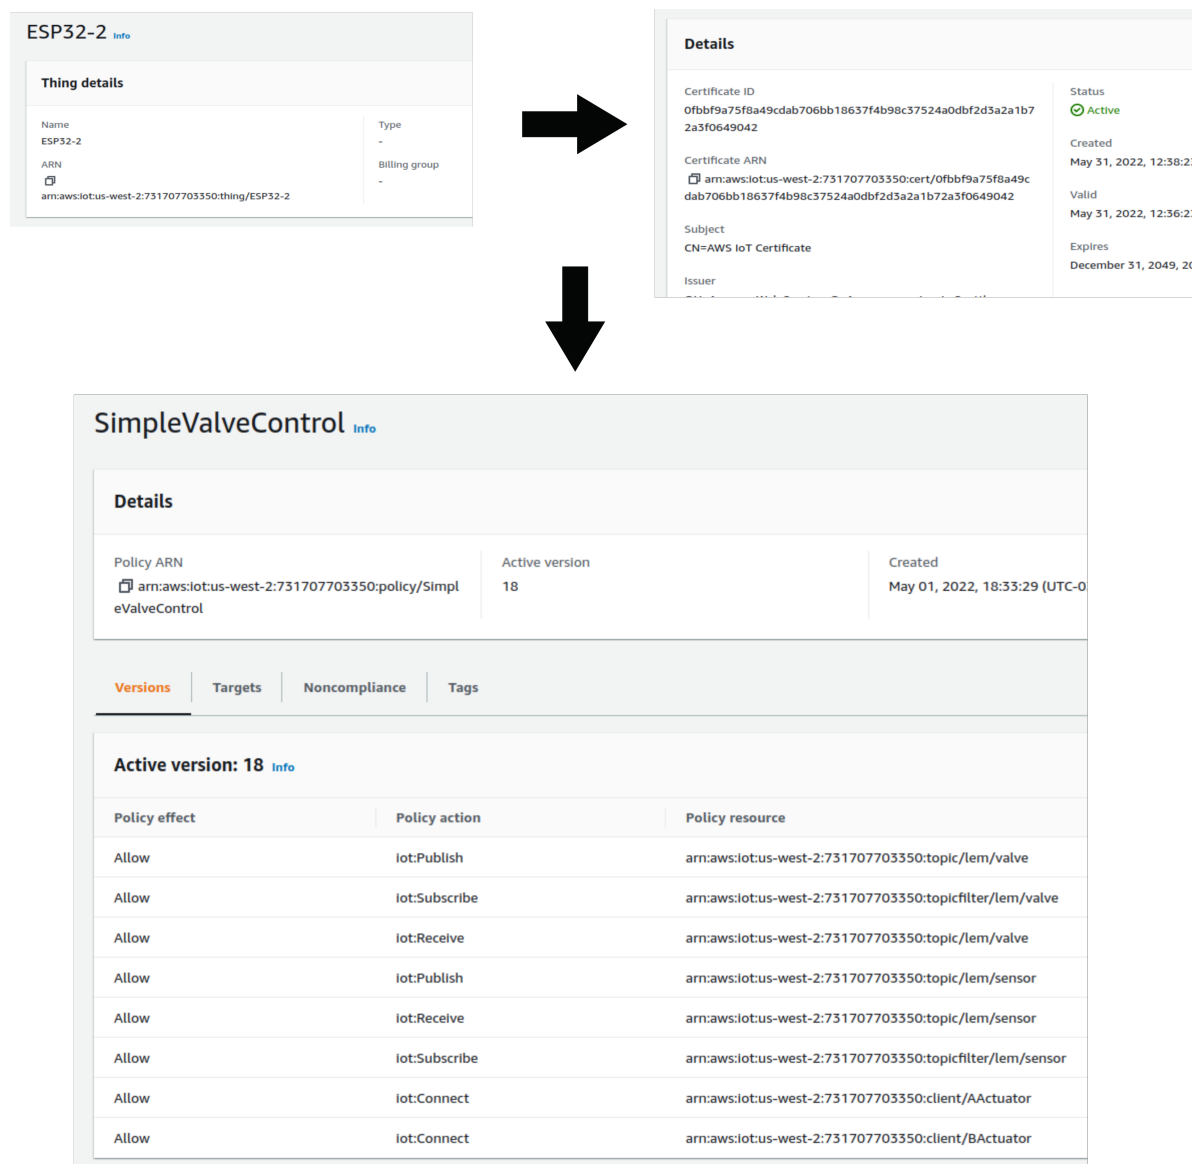 ESP32-2 Info
Thing details
Name
ESP32-2
Type
-
ARN
arn:aws:iot:us-west-2:731707703350:thing/ESP32-2
Billing group
-
Details
Certificate ID
0fbbf9a75f8a49cdab706bb18637f4b98c37524a0dbf2d3a2a1b7
2a3f0649042
Certificate ARN
arn:aws:iot:us-west-2:731707703350:cert/0fbbf9a75f8a49c
dab706bb18637f4b98c37524a0dbf2d3a2a1b72a3f0649042
Subject
CN=AWS IoT Certificate
Issuer
Status
Active
Created
May 31, 2022, 12:38:23
Valid
May 31, 2022, 12:36:23
Expires
December 31, 2049, 20
SimpleValveControl Info
Details
Policy ARN
arn:aws:iot:us-west-2:731707703350:policy/Simpl
eValveControl
Active version
18
Created
May 01, 2022, 18:33:29 (UTC-0
Versions Targets Noncompliance Tags
Active version: 18 Info
Policy effect Policy action Policy resource
Allow iot:Publish arn:aws:iot:us-west-2:731707703350:topic/lem/valve
Allow iot:Subscribe arn:aws:iot:us-west-2:731707703350:topicfilter/lem/valve
Allow iot:Receive arn:aws:iot:us-west-2:731707703350:topic/lem/valve
Allow iot:Publish arn:aws:iot:us-west-2:731707703350:topic/lem/sensor
Allow iot:Receive arn:aws:iot:us-west-2:731707703350:topic/lem/sensor
Allow iot:Subscribe arn:aws:iot:us-west-2:731707703350:topicfilter/lem/sensor
Allow iot:Connect arn:aws:iot:us-west-2:731707703350:client/AActuator
Allow iot:Connect arn:aws:iot:us-west-2:731707703350:client/BActuator